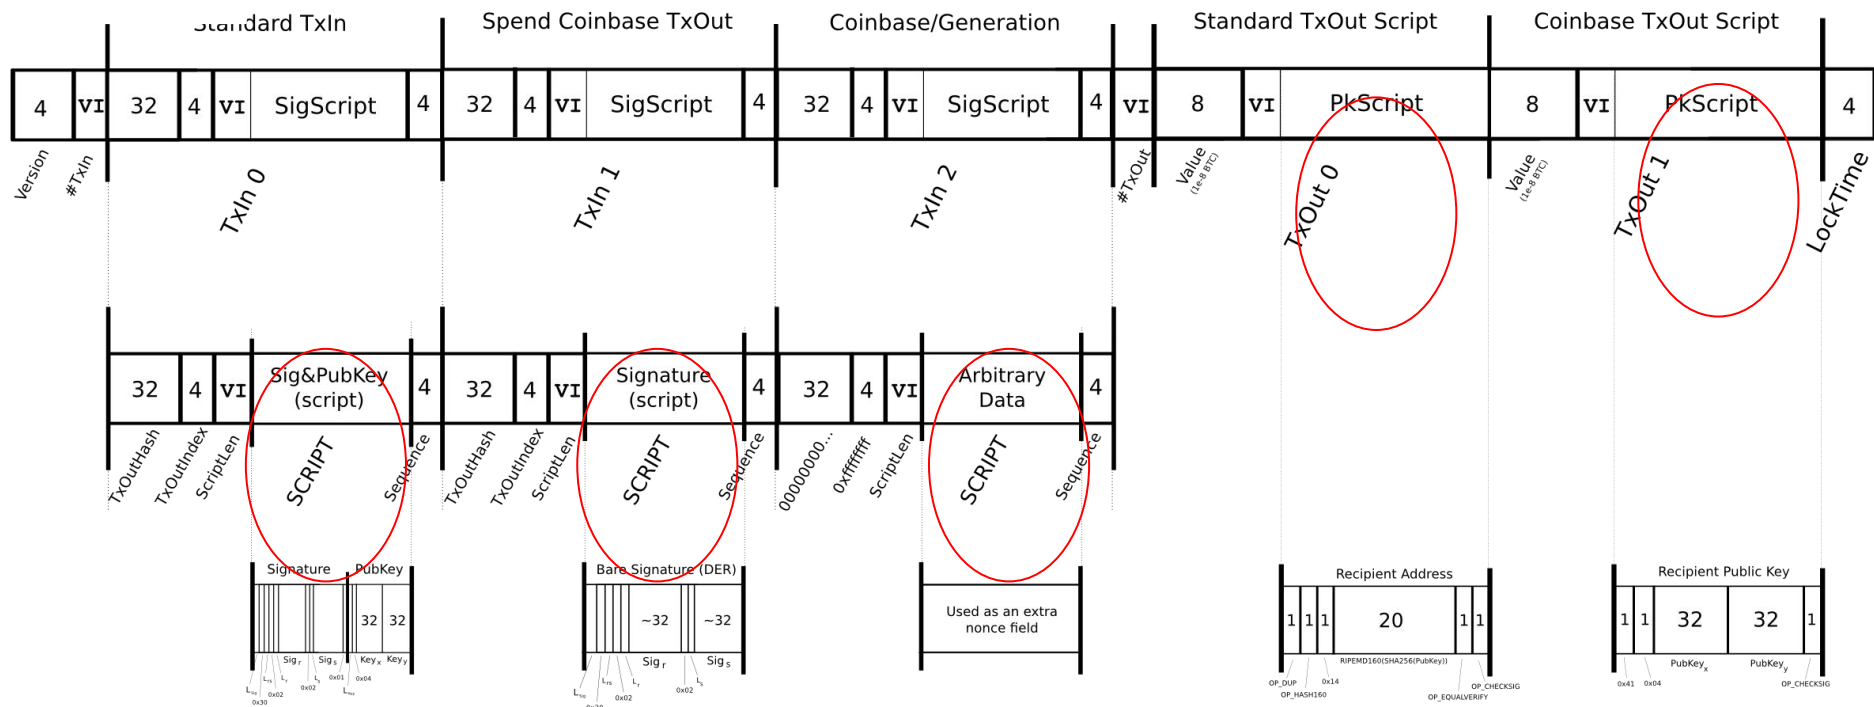 Standard TxIn
Spend Coinbase TxOut
Coinbase/Generation
Standard TxOut Script
Coinbase TxOut Script
4 VI 32 4 VI SigScript 4 32 4 VI SigScript 4 32 4 VI SigScript 4 VI 8 VI PkScript 8 VI PkScript 4
Version
#TxIn
TxIn 0
TxIn 1
TxIn 2
#TxOut
Value
(1e-8 BTC)
TxOut 0
Value
(1e-8 BTC)
TxOut 1
LockTime
32 4 VI Sig&PubKey
(script) 4
32 4 VI Signature
(script) 4
32 4 VI Arbitrary
Data 4
TxOutHash
TxOutIndex
ScriptLen
SCRIPT
Sequence
TxOutHash
TxOutIndex
ScriptLen
SCRIPT
Sequence
00000000...
0xffffffff
ScriptLen
SCRIPT
Sequence
Signature PubKey
32 32
Sig r Sig s Key x Key y
L rs L r L s 0x01 0x04
0x30 0x02 0x02
Bare Signature (DER)
~32 ~32
Sig r Sig s
L rs L r L s
0x02 0x02
Used as an extra
nonce field
Recipient Address
1 1 1 20 1 1
RIPEMD160(SHA256(PubKey))
OP_DUP 0x14 OP_CHECKSIG
OP_HASH160 OP_EQUALVERIFY
Recipient Public Key
1 1 32 32 1
PubKey x PubKey y
0x41 0x04 OP_CHECKSIG